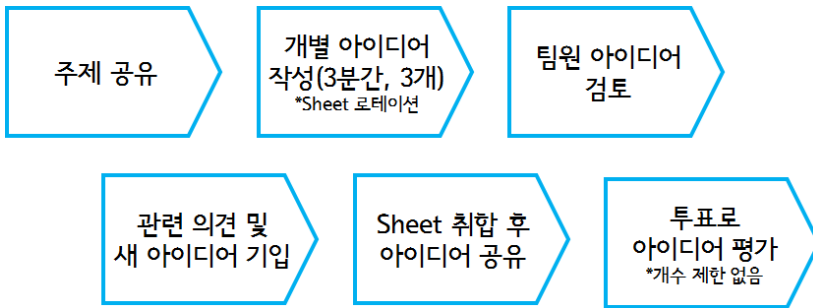 주제 공유
개별 아이디어
작성(3분간, 3개)
*Sheet 로테이션
팀원 아이디어
검토
관련 의견 및
새 아이디어 기입
Sheet 취합 후
아이디어 공유
투표로
아이디어 평가
*개수 제한 없음